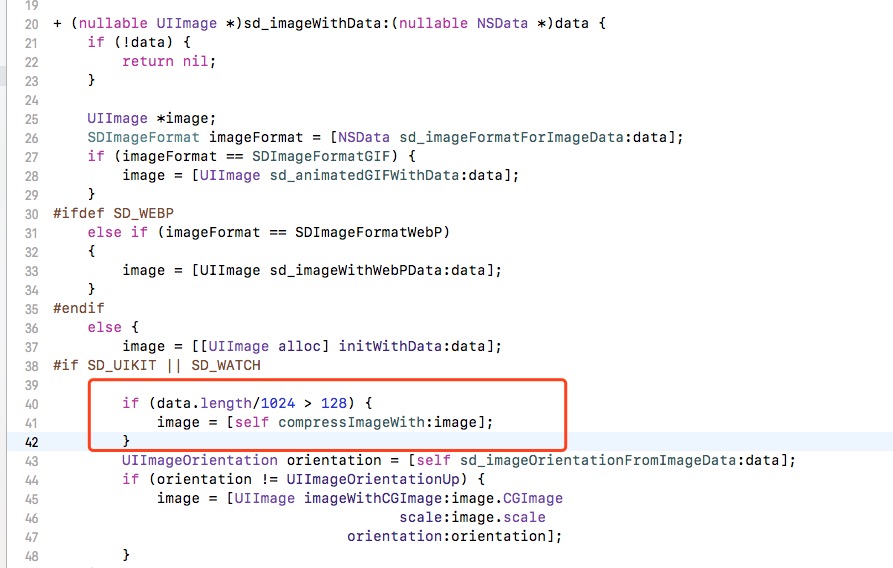 19
20 + (nullable UIImage *)sd_imageWithData:(nullable NSData *)data {
21     if (!data) {
22         return nil;
23     }
24
25     UIImage *image;
26     SDImageFormat imageFormat = [NSData sd_imageFormatForImageData:data];
27     if (imageFormat == SDImageFormatGIF) {
28         image = [UIImage sd_animatedGIFWithData:data];
29     }
30 #ifdef SD_WEBP
31     else if (imageFormat == SDImageFormatWebP)
32     {
33         image = [UIImage sd_imageWithWebPData:data];
34     }
35 #endif
36     else {
37         image = [[UIImage alloc] initWithData:data];
38 #if SD_UIKIT || SD_WATCH
39
40         if (data.length/1024 > 128) {
41             image = [self compressImageWith:image];
42         }
43         UIImageOrientation orientation = [self sd_imageOrientationFromImageData:data];
44         if (orientation != UIImageOrientationUp) {
45             image = [UIImage imageWithCGImage:image.CGImage
46                                         scale:image.scale
47                                   orientation:orientation];
48         }